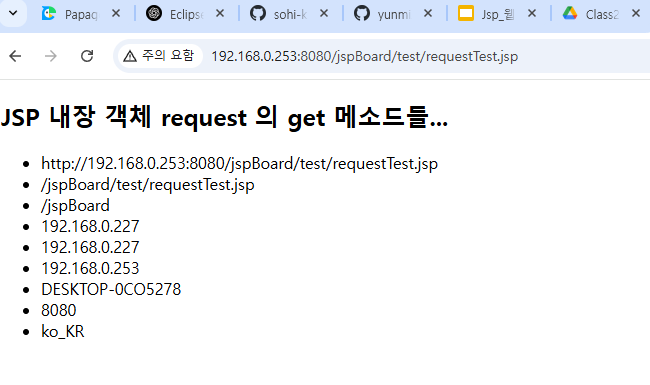 Papag
Eclipse
sohi-k
yunmi
Jsp_웹
Class2
주의 요함
192.168.0.253:8080/jspBoard/test/requestTest.jsp
JSP 내장 객체 request 의 get 메소드들...
http://192.168.0.253:8080/jspBoard/test/requestTest.jsp
/jspBoard/test/requestTest.jsp
/jspBoard
192.168.0.227
192.168.0.227
192.168.0.253
DESKTOP-0CO5278
8080
ko_KR